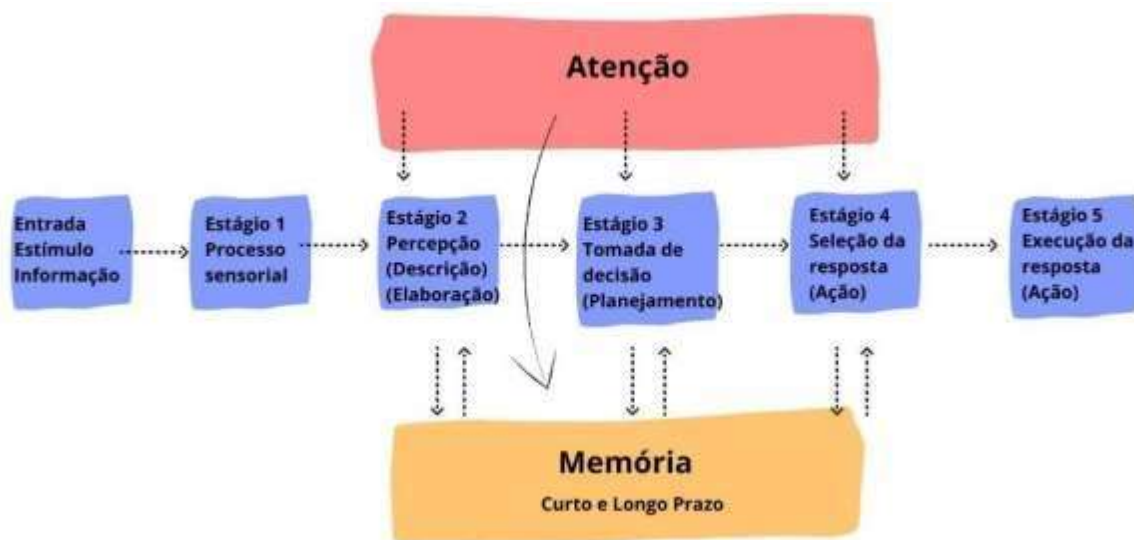 Atenção
Entrada
Estímulo
Informação
Estágio 1
Processo
sensorial
Estágio 2
Percepção
(Descrição)
(Elaboração)
Estágio 3
Tomada de
decisão
(Planejamento)
Estágio 4
Seleção da
resposta
(Ação)
Estágio 5
Execução da
resposta
(Ação)
Memória
Curto e Longo Prazo